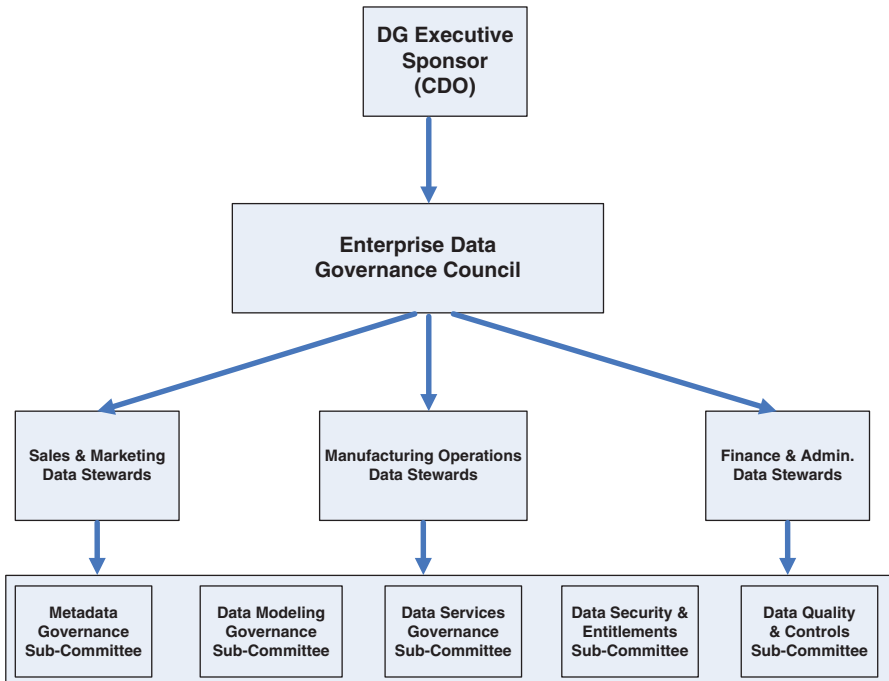 DG Executive
Sponsor
(CDO)
Enterprise Data
Governance Council
Sales & Marketing
Data Stewards
Manufacturing Operations
Data Stewards
Finance & Admin.
Data Stewards
Metadata
Governance
Sub-Committee
Data Modeling
Governance
Sub-Committee
Data Services
Governance
Sub-Committee
Data Security &
Entitlements
Sub-Committee
Data Quality
& Controls
Sub-Committee